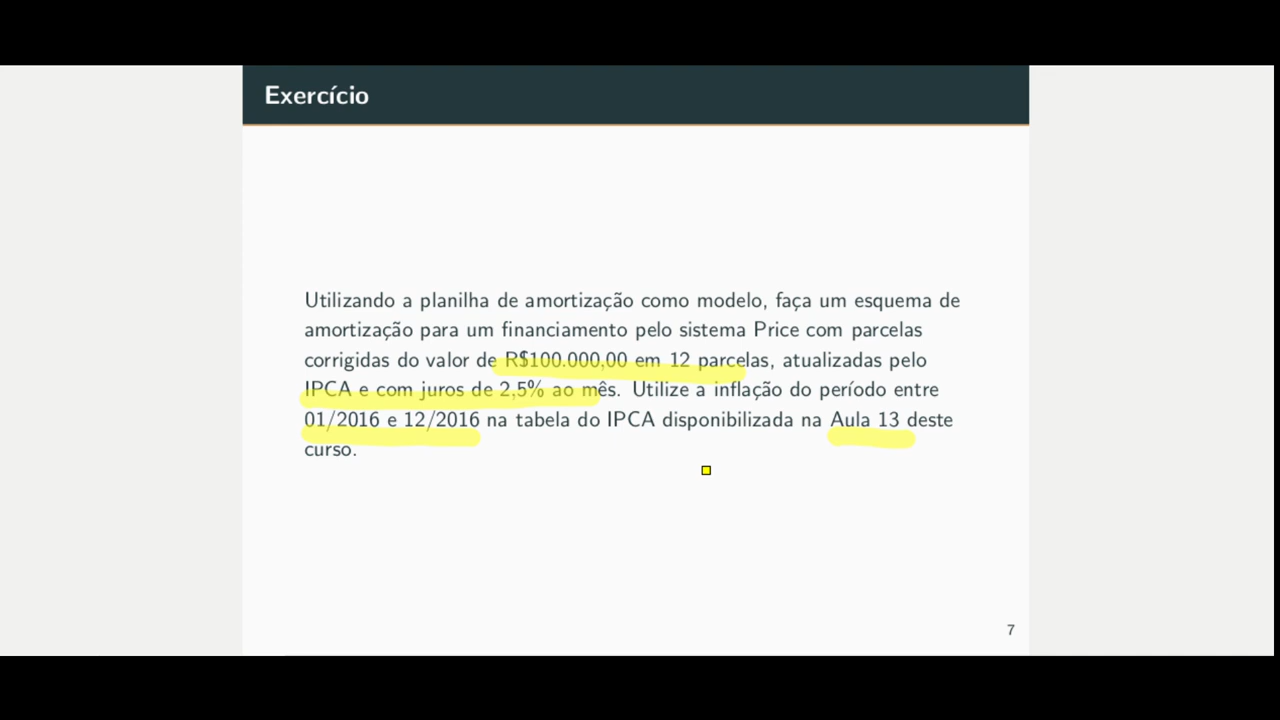 Exercício
Utilizando a planilha de amortização como modelo, faça um esquema de
amortização para um financiamento pelo sistema Price com parcelas
corrigidas do valor de R$100.000,00 em 12 parcelas, atualizadas pelo
IPCA e com juros de 2,5% ao mês. Utilize a inflação do período entre
01/2016 e 12/2016 na tabela do IPCA disponibilizada na Aula 13 deste
curso.
7